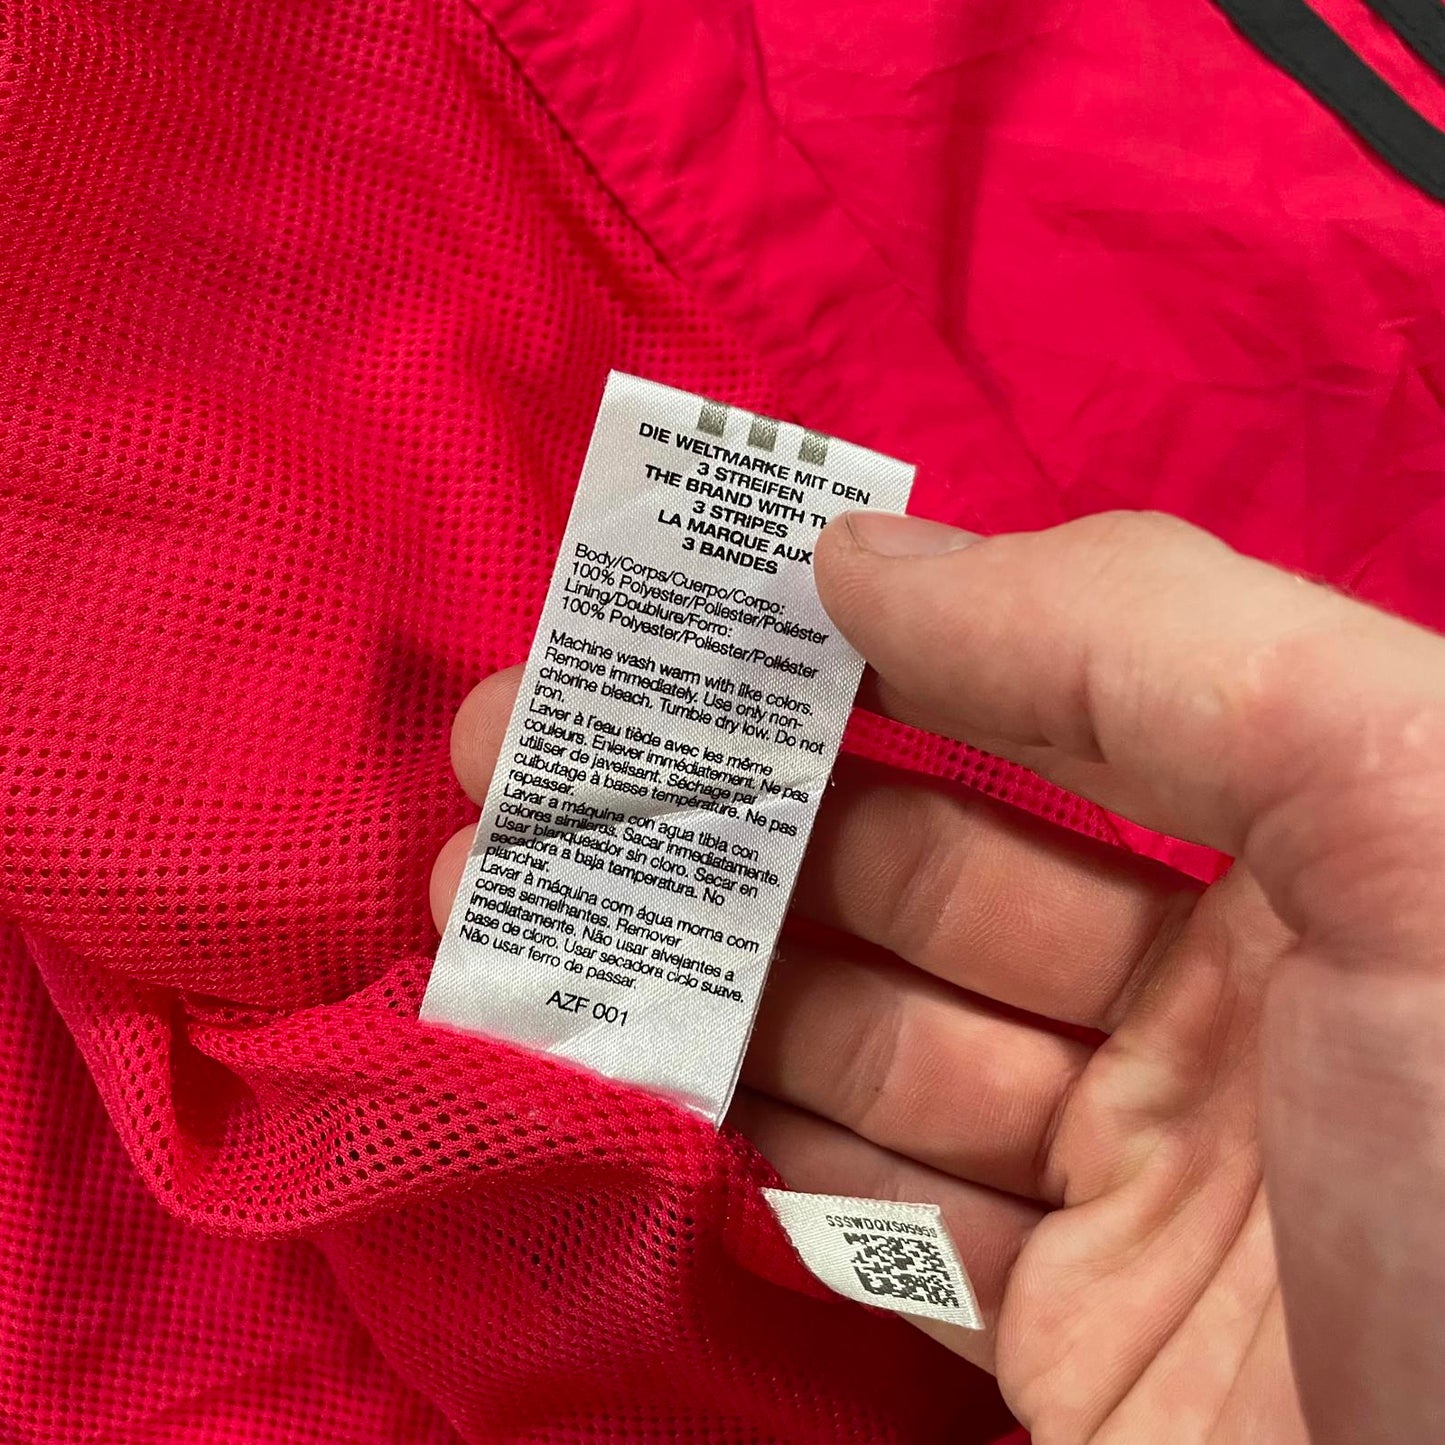 DIE WELTMARKE MIT DEN
3 STREIFEN
THE BRAND WITH
3 STRIPES
LA MARQUE AUX
3 BANDES
Body/Corps/Cuerpo/Corpo:
100% Polyester/Poliester/Poliéster
Lining/Doublure/Forro:
100% Polyester/Poliester/Poliéster
Machine wash warm with like colors.
Remove immediately. Use only non-
chlorine bleach. Tumble dry low. Do not
iron.
Laver à l'eau tiède avec les même
couleurs. Enlever immédiatement. Ne pas
utiliser de javelisant. Séchage par
culbutage à basse température. Ne pas
repasser.
Lavar a máquina con agua tibia con
colores similares. Sacar inmediatamente.
Usar blanqueador sin cloro. Secar en
secadora a baja temperatura. No
planchar.
Lavar à máquina com água morna com
cores semelhantes. Remover
imediatamente. Não usar alvejantes a
base de cloro. Usar secadora ciclo suave.
Não usar ferro de passar.
AZF 001